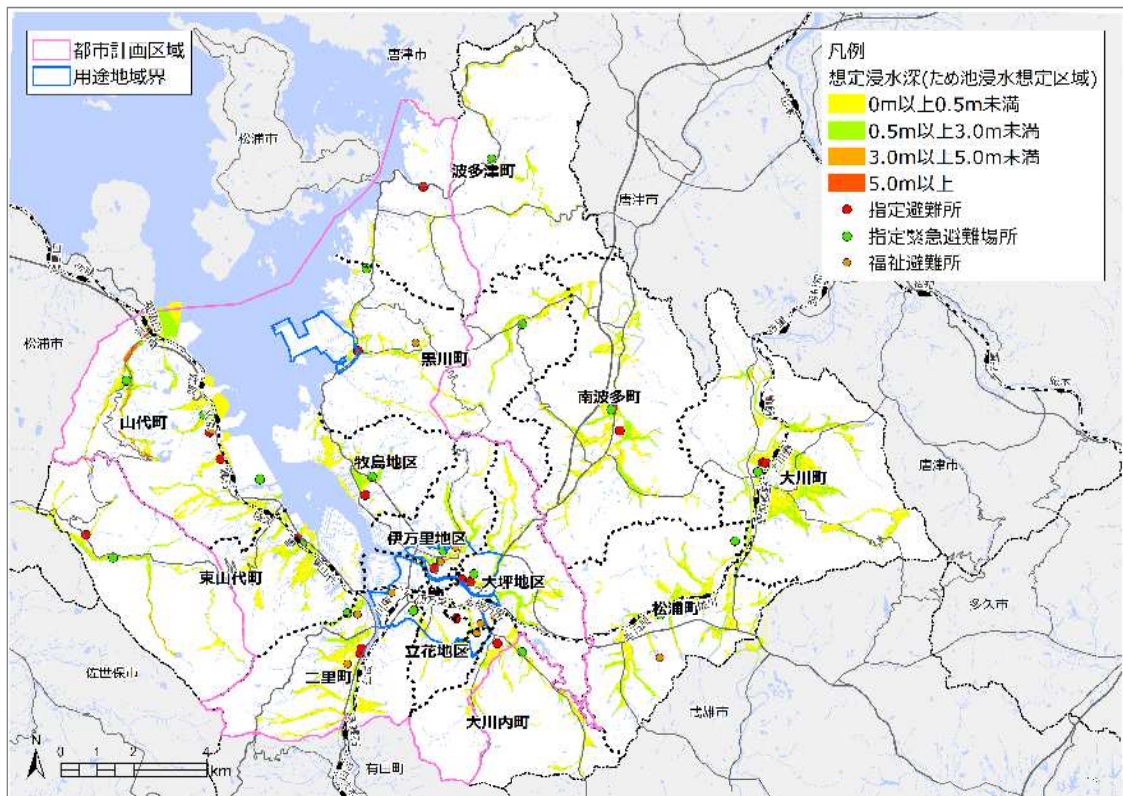 都市計画区域
用途地域界
凡例
想定浸水深(ため池浸水想定区域)
0m以上0.5m未満
0.5m以上3.0m未満
3.0m以上5.0m未満
5.0m以上
指定避難所
指定緊急避難場所
福祉避難所
唐津市
松浦市
波多津町
唐津市
松浦市
黒川町
南波多町
山代町
牧島地区
大川町
唐津市
伊万里地区
東山代町
大坪地区
松浦町
多久市
立花地区
佐世保市
二里町
大川内町
武雄市
有田町
N
0 1 2 4
km